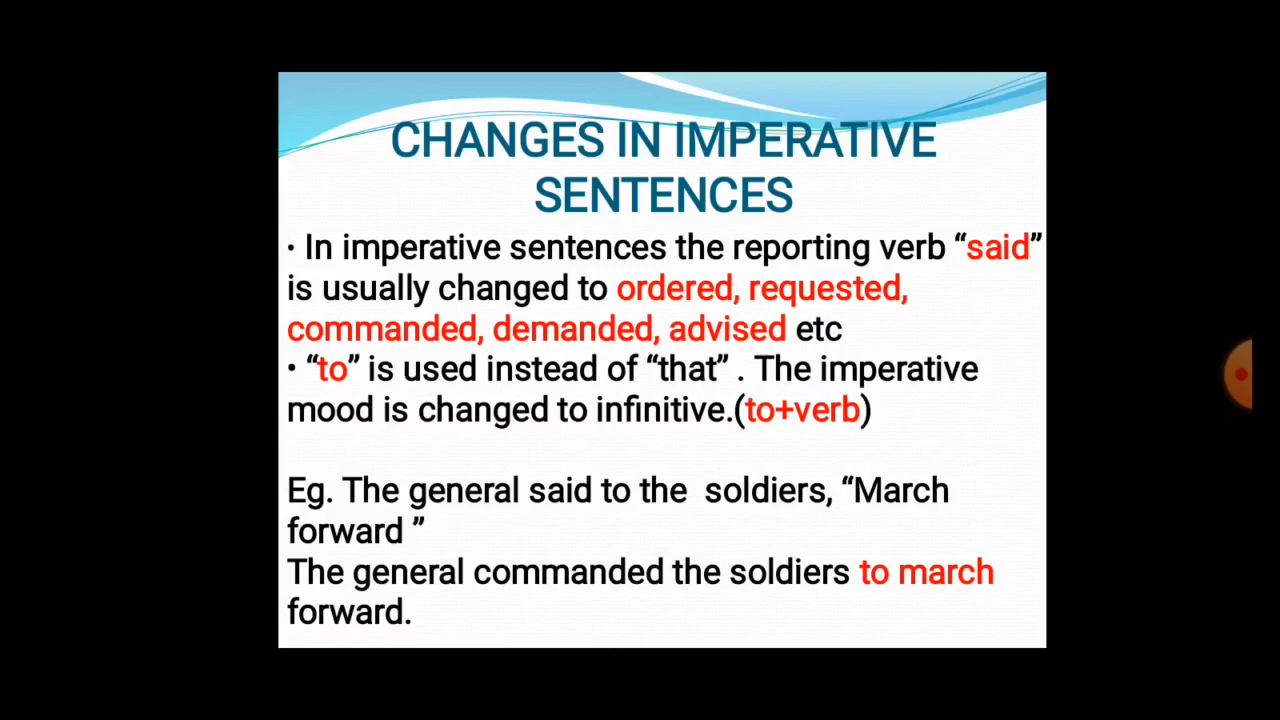 CHANGES IN IMPERATIVE
SENTENCES
• In imperative sentences the reporting verb “said”
is usually changed to ordered, requested,
commanded, demanded, advised etc
• “to” is used instead of “that” . The imperative
mood is changed to infinitive.(to+verb)
Eg. The general said to the  soldiers, “March
forward ”
The general commanded the soldiers to march
forward.